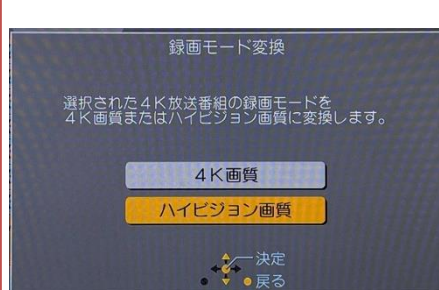 録画モード変換
選択された4K放送番組の録画モードを
4K画質またはハイビジョン画質に変換します。
4K画質
ハイビジョン画質
決定
戻る